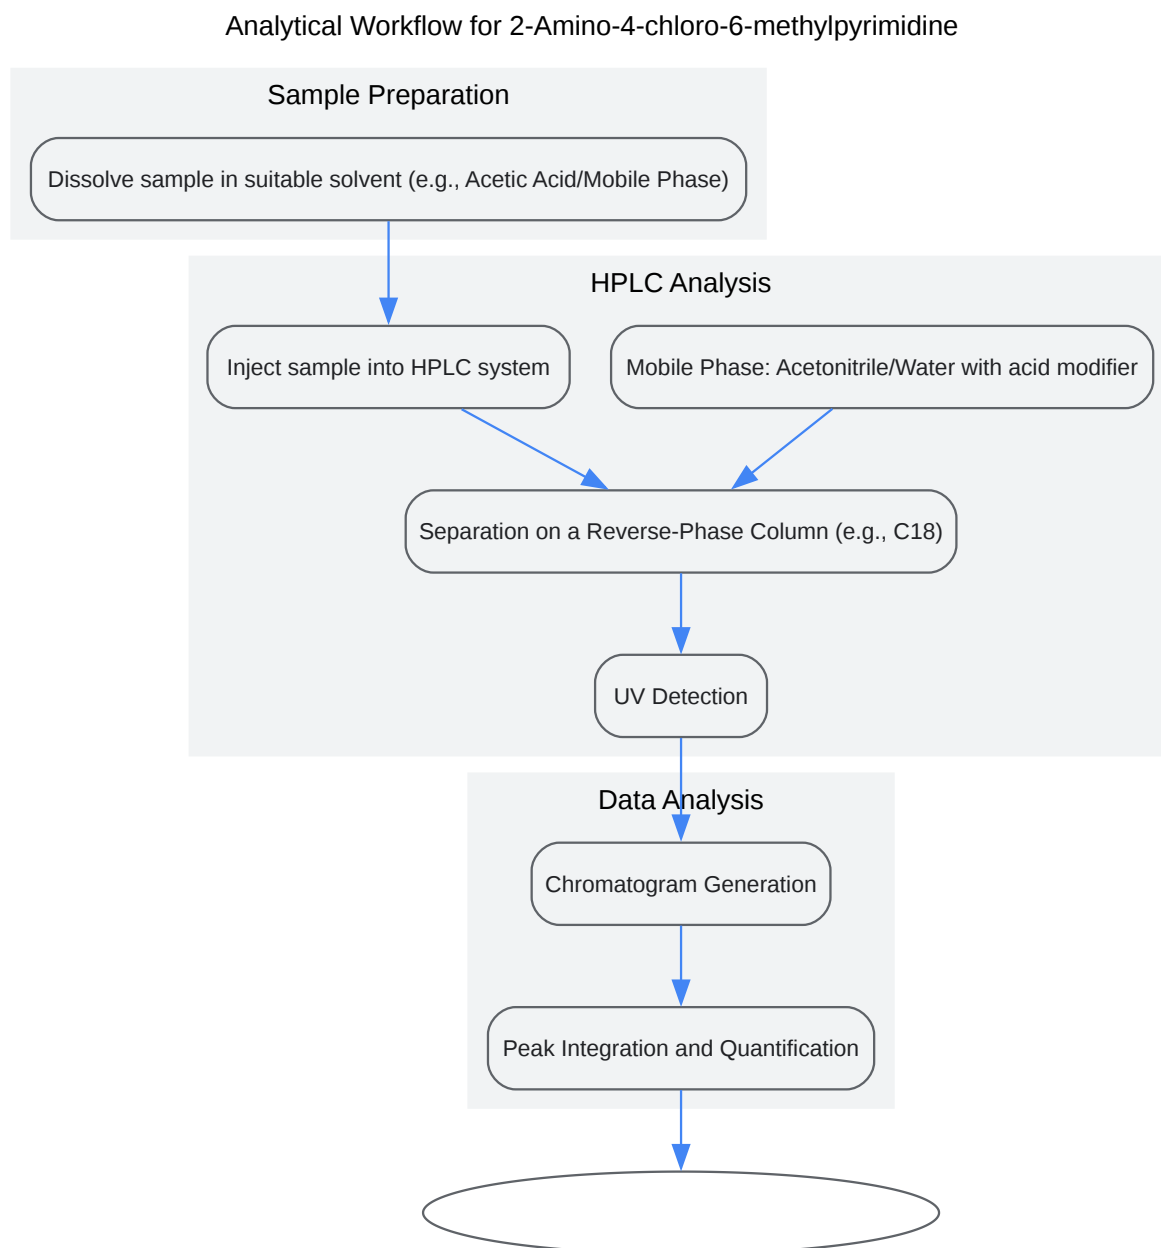 Analytical Workflow for 2-Amino-4-chloro-6-methylpyrimidine
Sample Preparation
Dissolve sample in suitable solvent (e.g., Acetic Acid/Mobile Phase)
HPLC Analysis
Inject sample into HPLC system
Mobile Phase: Acetonitrile/Water with acid modifier
Separation on a Reverse-Phase Column (e.g., C18)
UV Detection
Data Analysis
Chromatogram Generation
Peak Integration and Quantification